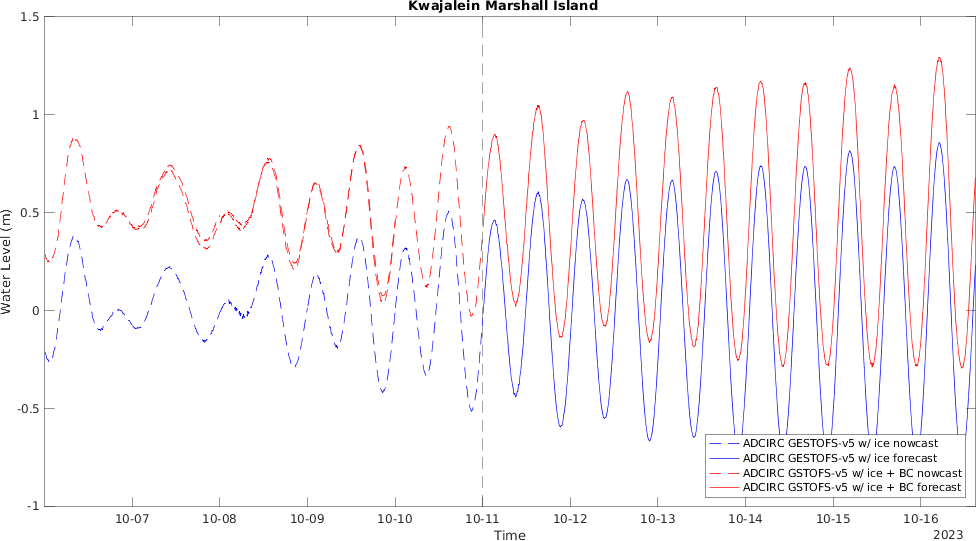 Kwajalein Marshall Island
1.5
1
0.5
0
-0.5
-1
Water Level (m)
10-07 10-08 10-09 10-10 10-11 10-12 10-13 10-14 10-15 10-16
Time
2023
ADCIRC GESTOFS-v5 w/ ice nowcast
ADCIRC GESTOFS-v5 w/ ice forecast
ADCIRC GSTOFS-v5 w/ ice + BC nowcast
ADCIRC GSTOFS-v5 w/ ice + BC forecast